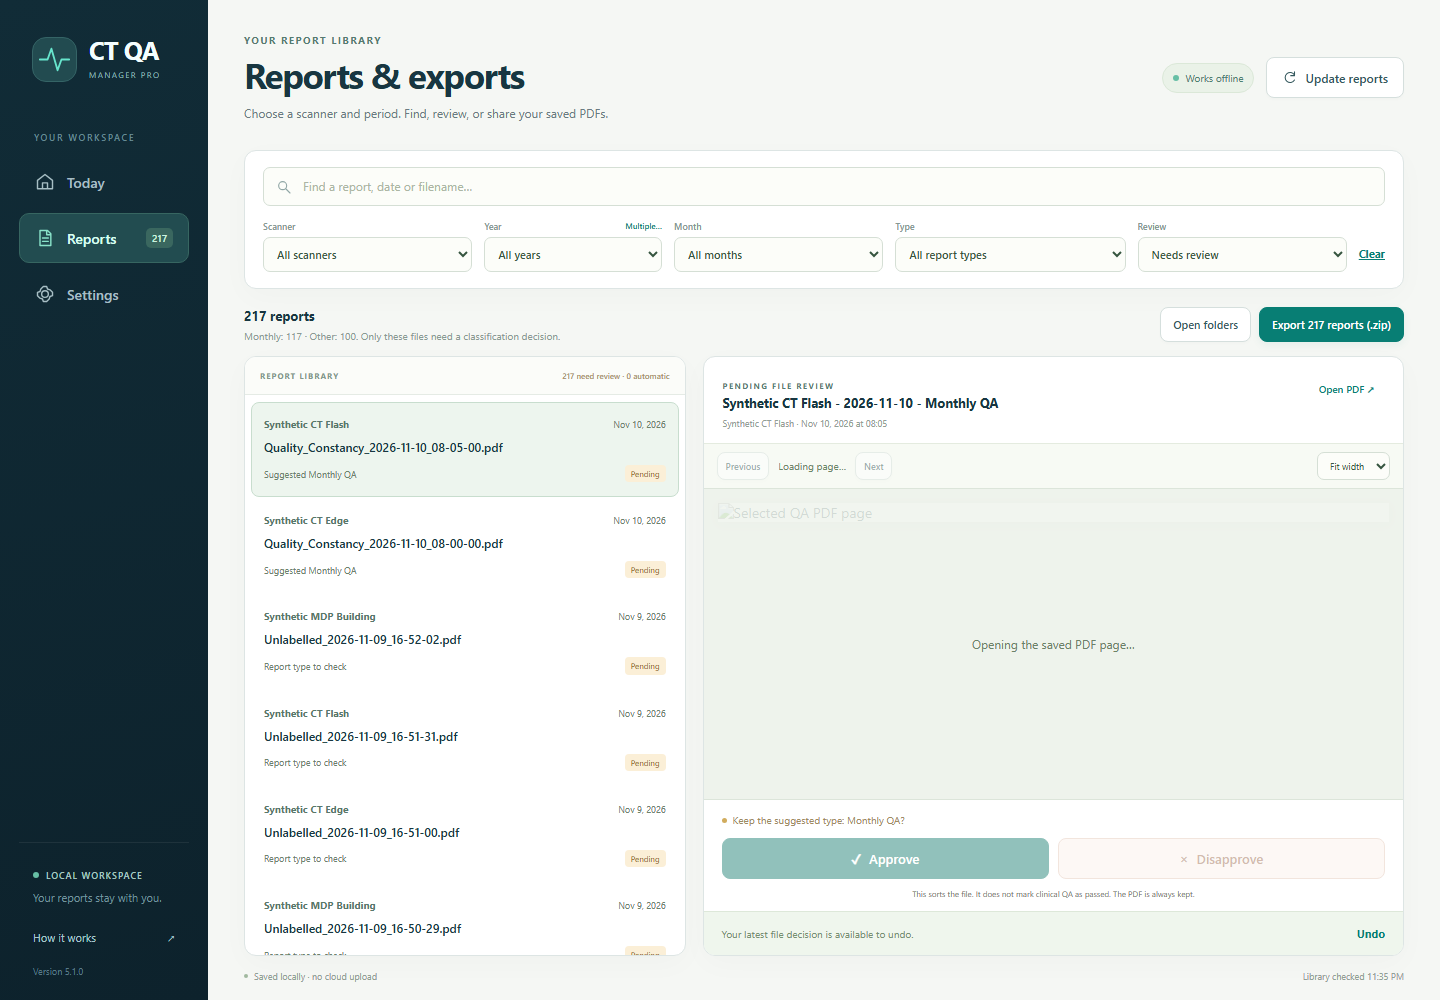 CT QA
MANAGER PRO
YOUR WORKSPACE
Today
Reports 217
Settings
LOCAL WORKSPACE
Your reports stay with you.
How it works ↗
Version 5.1.0
YOUR REPORT LIBRARY
Reports & exports
Choose a scanner and period. Find, review, or share your saved PDFs.
Works offline
Update reports
Find a report, date or filename...
Scanner Year Multiple... Month Type Review
All scanners All years All months All report types Needs review Clear
217 reports
Monthly: 117 · Other: 100. Only these files need a classification decision.
Open folders
Export 217 reports (.zip)
REPORT LIBRARY 217 need review · 0 automatic
Synthetic CT Flash Nov 10, 2026
Quality_Constancy_2026-11-10_08-05-00.pdf
Suggested Monthly QA Pending
Synthetic CT Edge Nov 10, 2026
Quality_Constancy_2026-11-10_08-00-00.pdf
Suggested Monthly QA Pending
Synthetic MDP Building Nov 9, 2026
Unlabelled_2026-11-09_16-52-02.pdf
Report type to check Pending
Synthetic CT Flash Nov 9, 2026
Unlabelled_2026-11-09_16-51-31.pdf
Report type to check Pending
Synthetic CT Edge Nov 9, 2026
Unlabelled_2026-11-09_16-51-00.pdf
Report type to check Pending
Synthetic MDP Building Nov 9, 2026
Unlabelled_2026-11-09_16-50-29.pdf
Report type to check Pending
PENDING FILE REVIEW
Synthetic CT Flash - 2026-11-10 - Monthly QA
Synthetic CT Flash · Nov 10, 2026 at 08:05
Open PDF ↗
Previous Loading page... Next Fit width
Selected QA PDF page
Opening the saved PDF page...
Keep the suggested type: Monthly QA?
✓ Approve
× Disapprove
This sorts the file. It does not mark clinical QA as passed. The PDF is always kept.
Your latest file decision is available to undo. Undo
Saved locally · no cloud upload
Library checked 11:35 PM